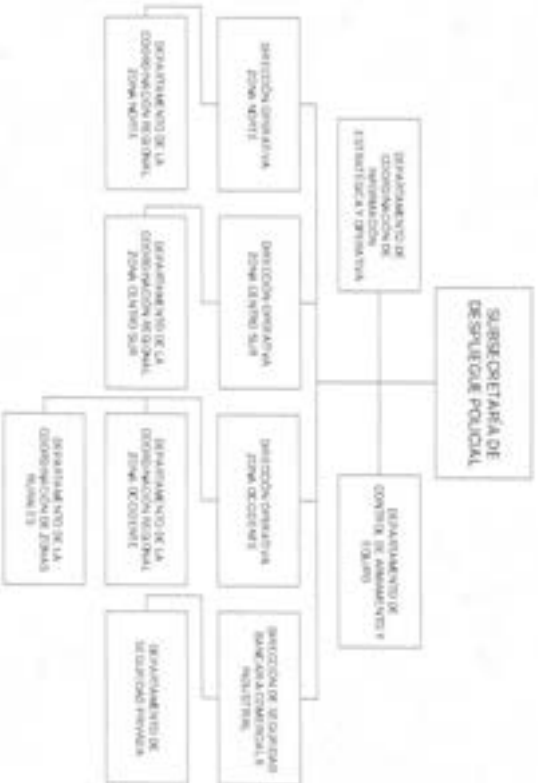 SUBSECRETARÍA DE
DESPLIEGUE POLICIAL
DEPARTAMENTO DE
COORDINACIÓN DE
INFORMACIÓN
ESTRATÉGICA Y OPERATIVA
DEPARTAMENTO DE
CONTROL DE ARMAMENTO Y
EQUIPO
DIRECCIÓN OPERATIVA
ZONA NORTE
DEPARTAMENTO DE LA
COORDINACIÓN REGIONAL
ZONA NORTE
DIRECCIÓN OPERATIVA
ZONA CENTRO SUR
DEPARTAMENTO DE LA
COORDINACIÓN REGIONAL
ZONA CENTRO SUR
DIRECCIÓN OPERATIVA
ZONA OCCIDENTE
DEPARTAMENTO DE LA
COORDINACIÓN REGIONAL
ZONA OCCIDENTE
DEPARTAMENTO DE LA
COORDINACIÓN DE ZONAS
RURALES
DIRECCIÓN DE SEGURIDAD
BANCARIA COMERCIAL E
INDUSTRIAL
DEPARTAMENTO DE
SEGURIDAD PRIVADA